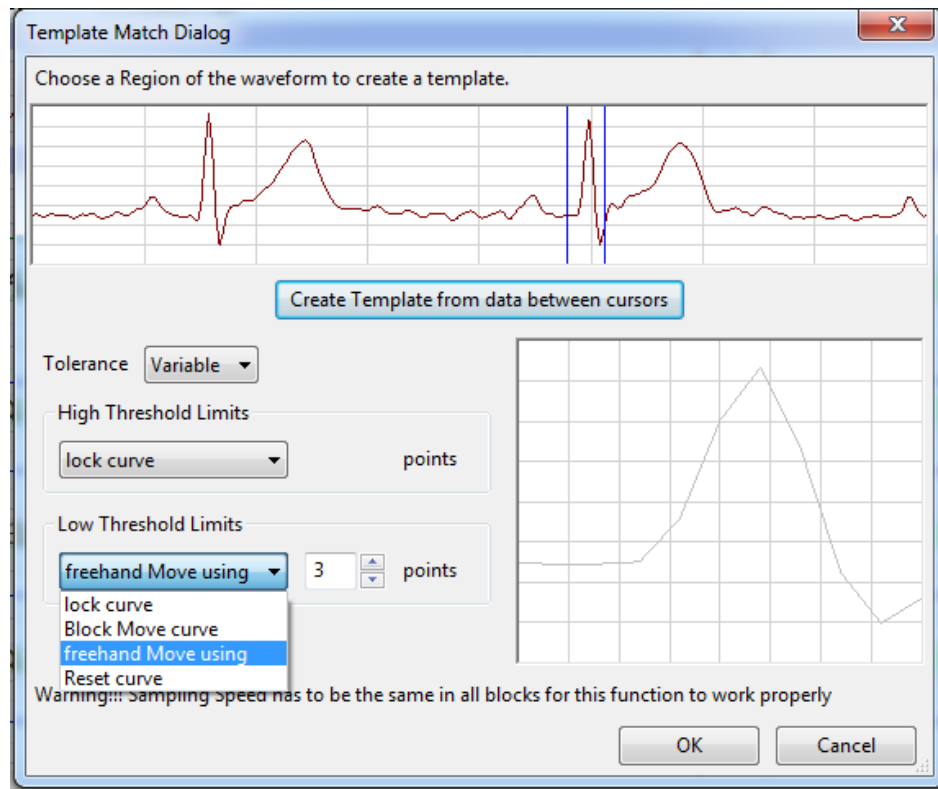 Template Match Dialog
Choose a Region of the waveform to create a template.
Create Template from data between cursors
Tolerance Variable
High Threshold Limits
lock curve points
Low Threshold Limits
freehand Move using 3 points
lock curve
Block Move curve
freehand Move using
Reset curve
Warning!!! Sampling Speed has to be the same in all blocks for this function to work properly
OK Cancel